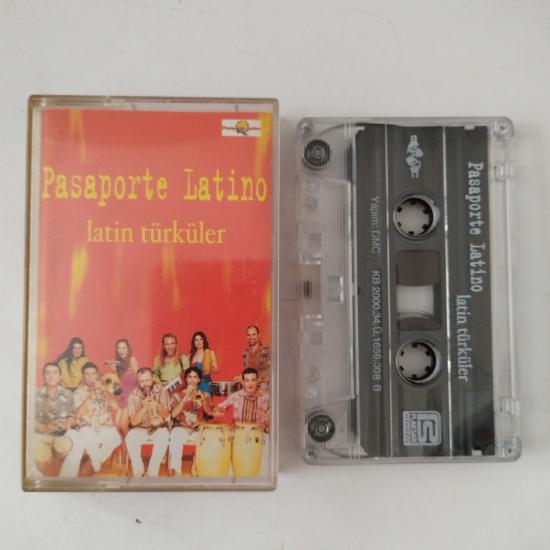 Pasaporte Latino
latin türküler
Pasaporte Latino
latin türküler
Yapım: DMC
KB.2000.34.Ü.1656.008 B